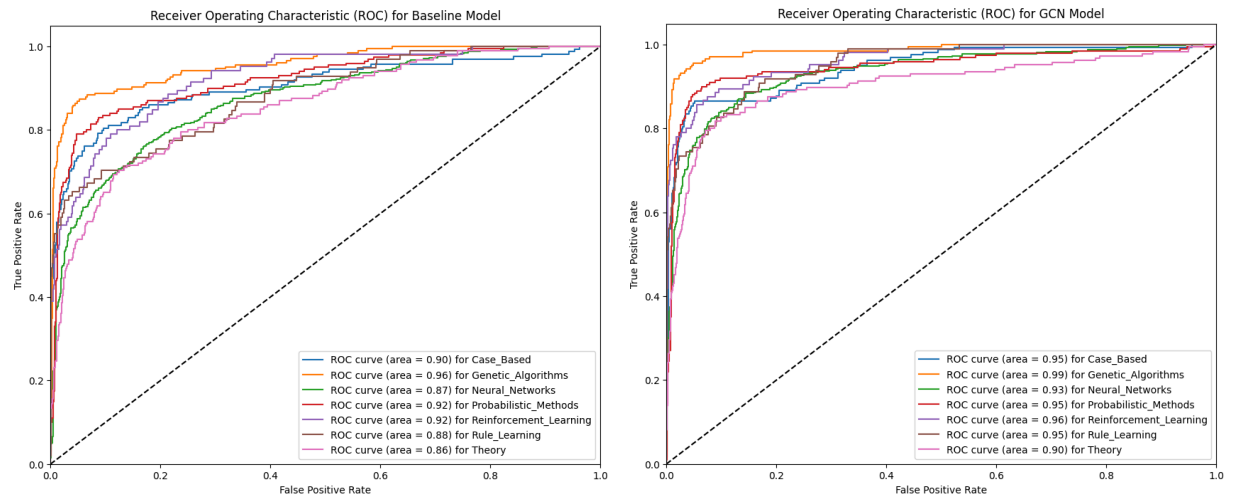 Receiver Operating Characteristic (ROC) for Baseline Model
1.0
0.8
0.6
0.4
0.2
0.0
True Positive Rate
0.0
0.2
0.4
0.6
0.8
1.0
False Positive Rate
ROC curve (area = 0.90) for Case_Based
ROC curve (area = 0.96) for Genetic_Algorithms
ROC curve (area = 0.87) for Neural_Networks
ROC curve (area = 0.92) for Probabilistic_Methods
ROC curve (area = 0.92) for Reinforcement_Learning
ROC curve (area = 0.88) for Rule_Learning
ROC curve (area = 0.86) for Theory
Receiver Operating Characteristic (ROC) for GCN Model
1.0
0.8
0.6
0.4
0.2
0.0
True Positive Rate
0.0
0.2
0.4
0.6
0.8
1.0
False Positive Rate
ROC curve (area = 0.95) for Case_Based
ROC curve (area = 0.99) for Genetic_Algorithms
ROC curve (area = 0.93) for Neural_Networks
ROC curve (area = 0.95) for Probabilistic_Methods
ROC curve (area = 0.96) for Reinforcement_Learning
ROC curve (area = 0.95) for Rule_Learning
ROC curve (area = 0.90) for Theory